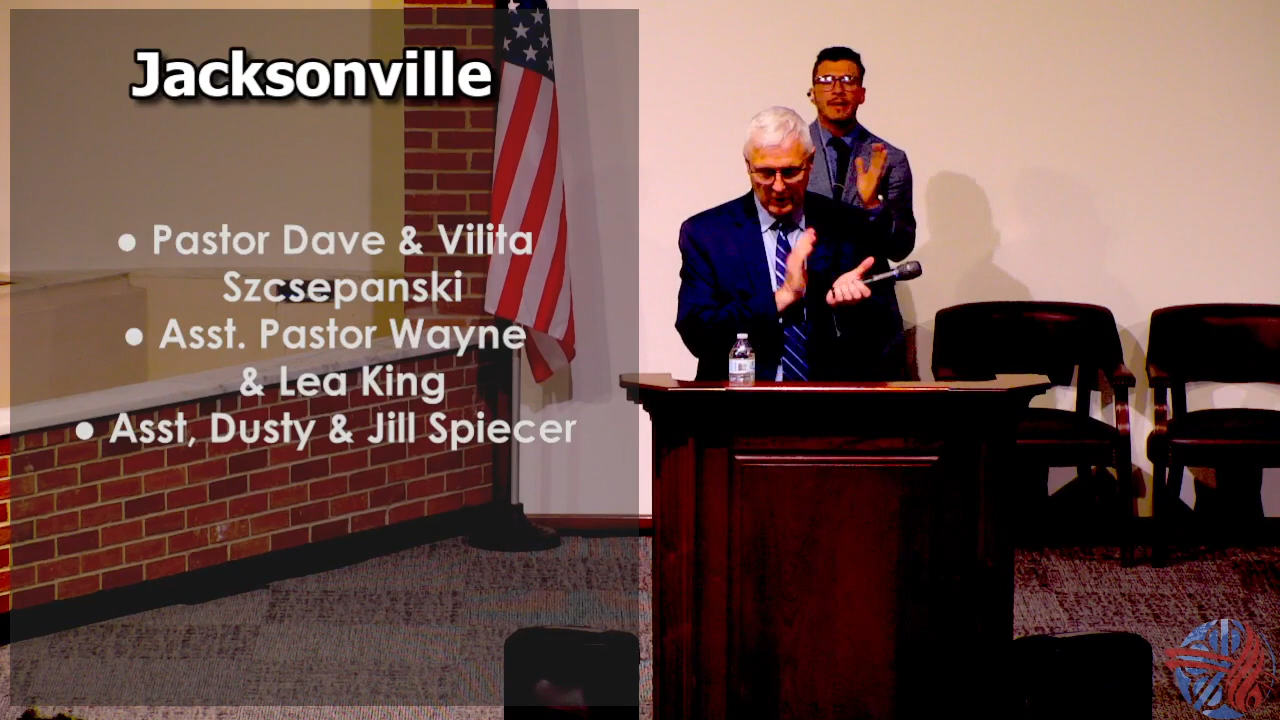 Jacksonville
● Pastor Dave & Vilita
Szcsepanski
● Asst. Pastor Wayne
& Lea King
● Asst, Dusty & Jill Spiecer